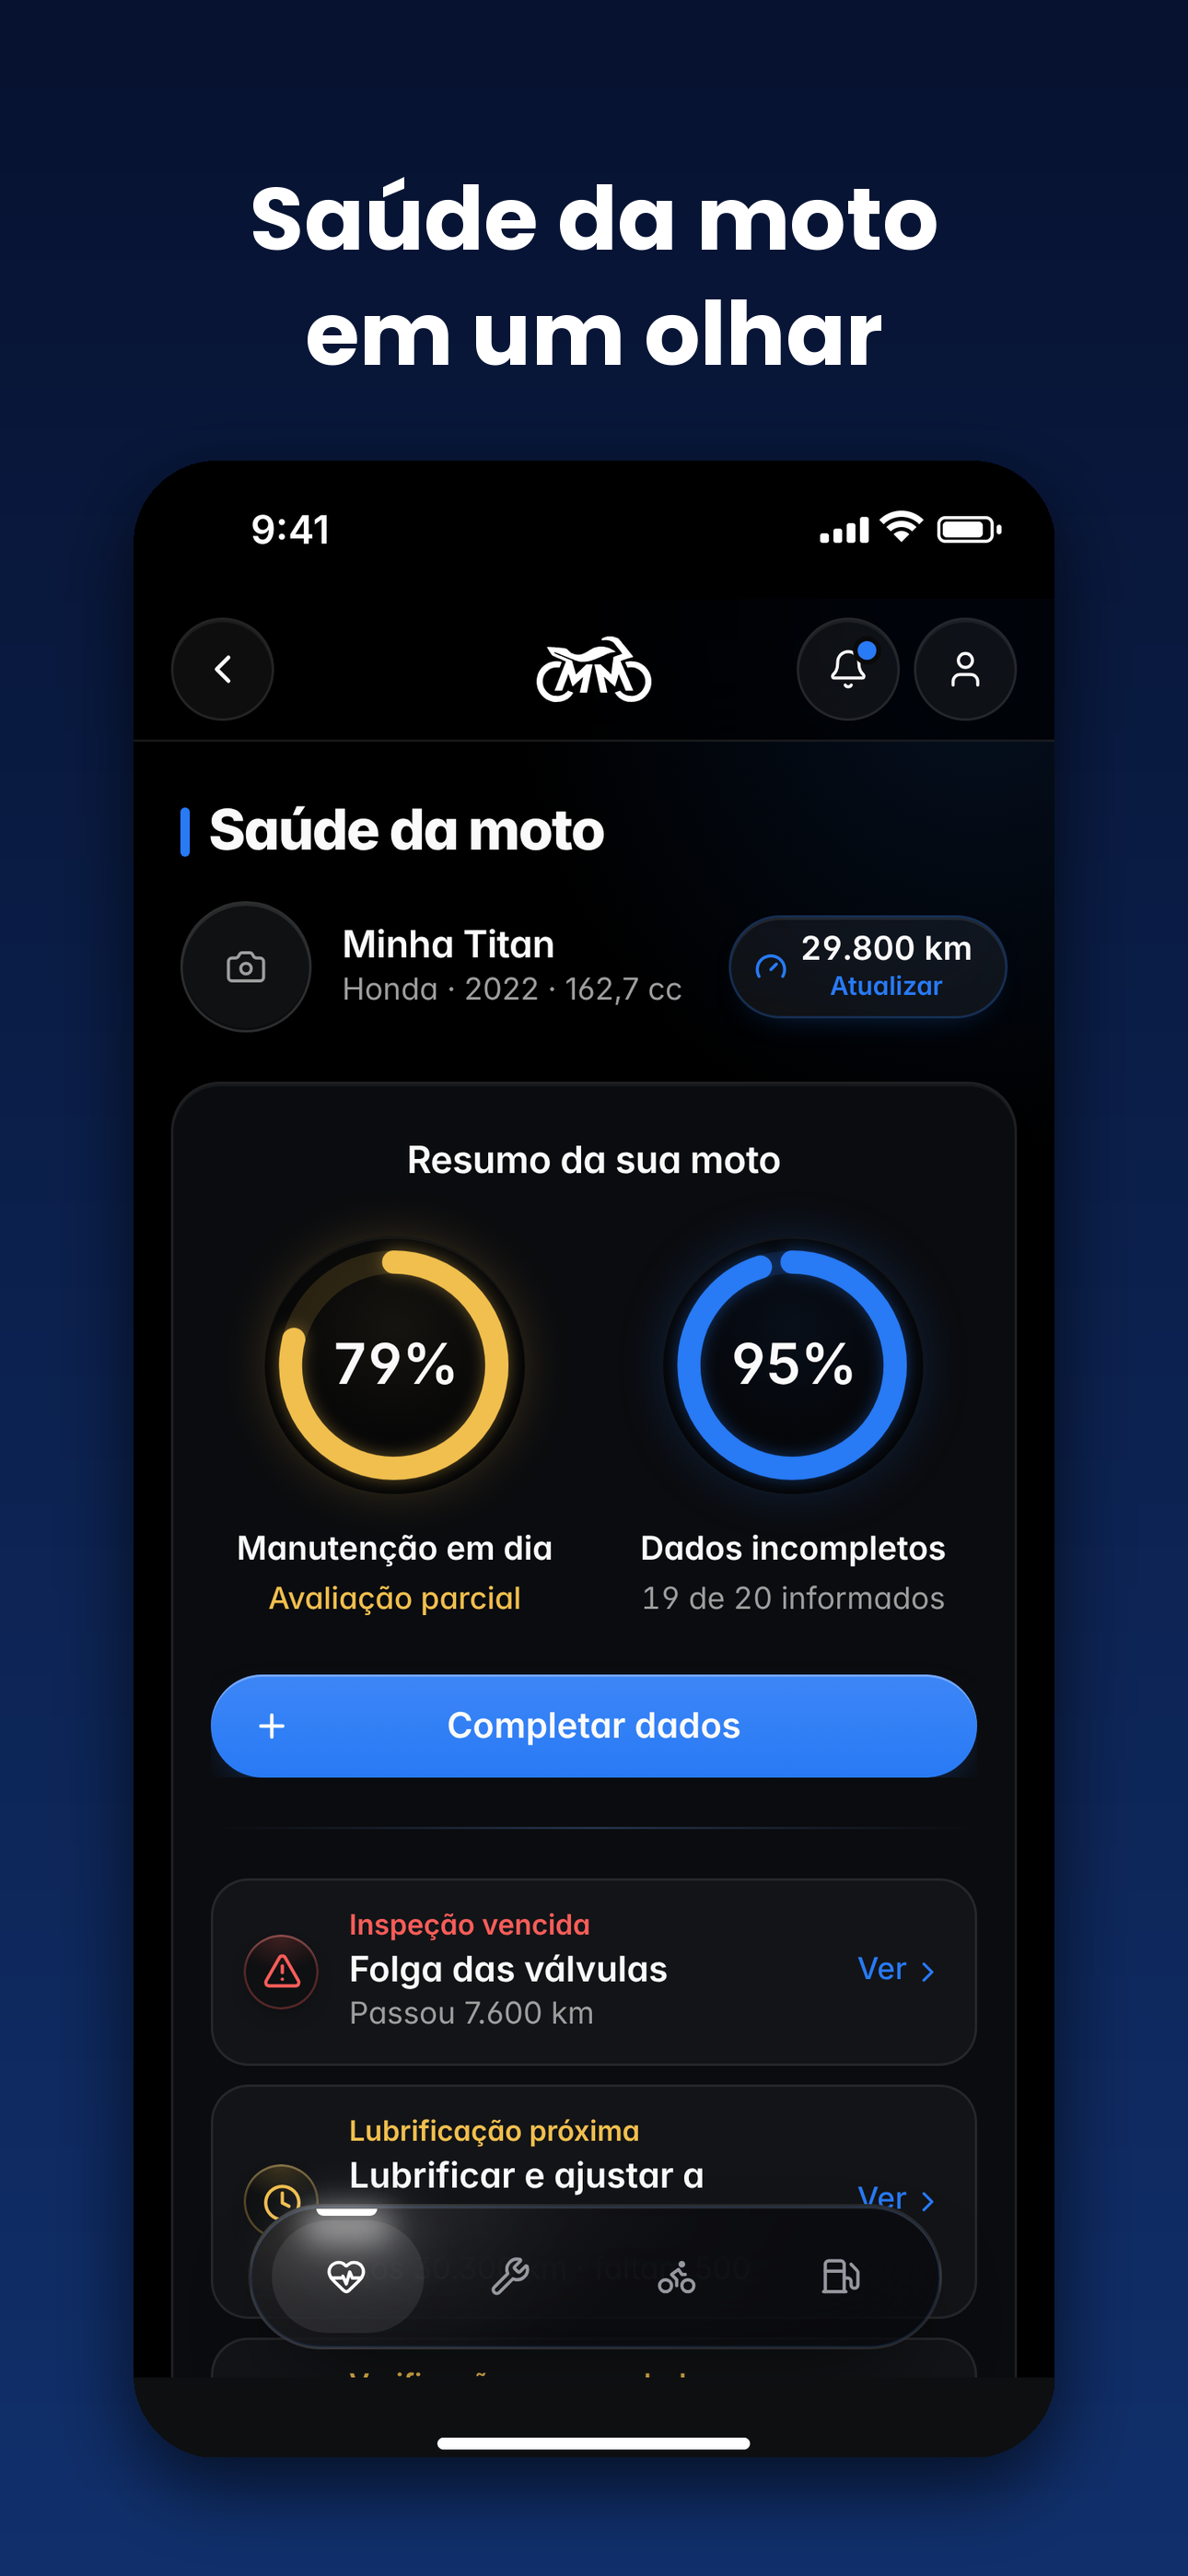 Saúde da moto
em um olhar
9:41
MM
Saúde da moto
Minha Titan
Honda · 2022 · 162,7 cc
29.800 km
Atualizar
Resumo da sua moto
79%
95%
Manutenção em dia
Dados incompletos
Avaliação parcial
19 de 20 informados
Completar dados
Inspeção vencida
Folga das válvulas
Ver
Passou 7.600 km
Lubrificação próxima
Lubrificar e ajustar a
Ver